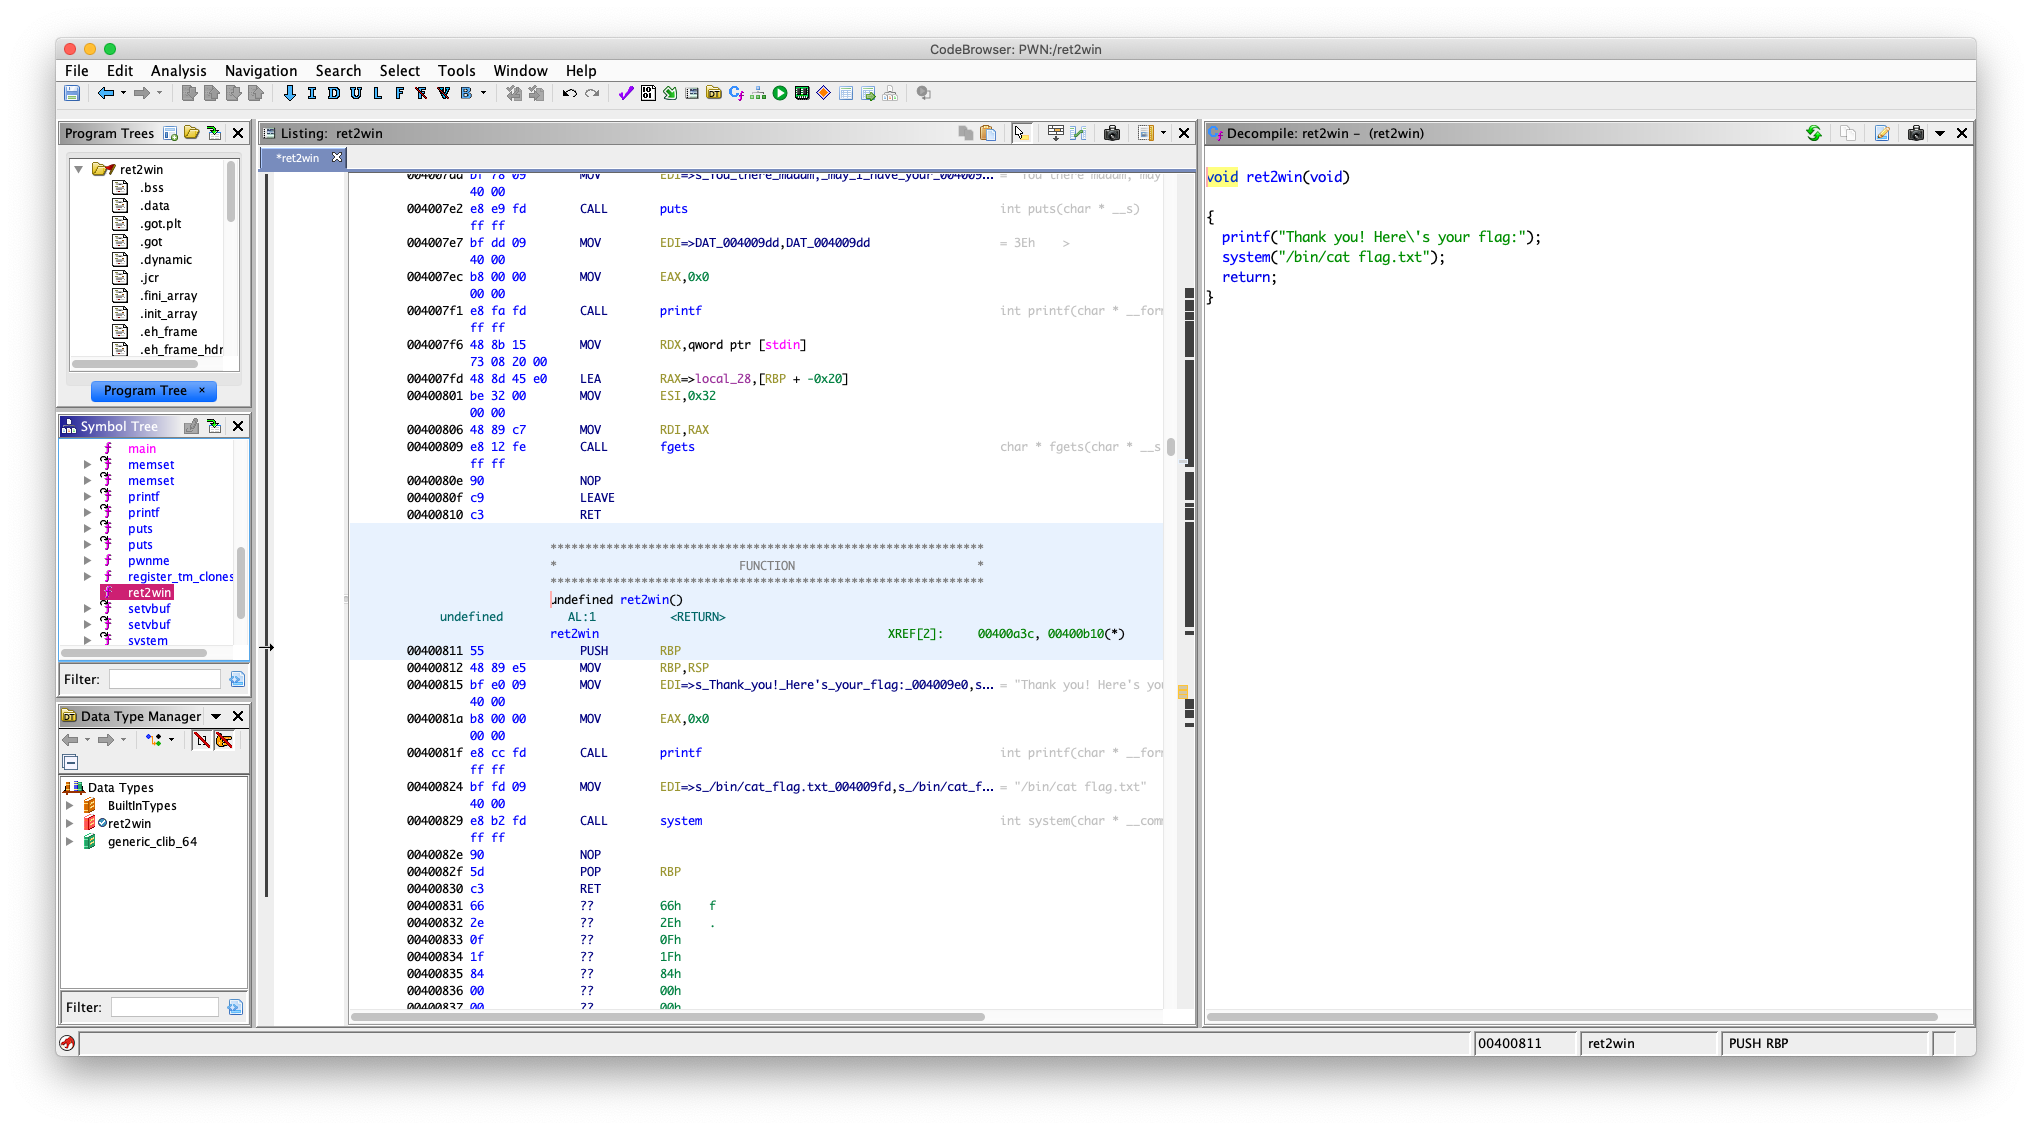 CodeBrowser: PWN:/ret2win
File Edit Analysis Navigation Search Select Tools Window Help
I D U L F B
Program Trees
ret2win
.bss
.data
.got.plt
.got
.dynamic
.jcr
.fini_array
.init_array
.eh_frame
.eh_frame_hdr
Program Tree ×
Symbol Tree
main
memset
memset
printf
printf
puts
puts
pwnme
register_tm_clones
ret2win
setvbuf
setvbuf
system
Filter:
Data Type Manager
Data Types
BuiltInTypes
ret2win
generic_clib_64
Filter:
Listing: ret2win
*ret2win
004007dd bf 78 09 MOV EDI=>s_You_there_madam,_may_I_have_your_004009... = "You there madam, may
40 00
004007e2 e8 e9 fd CALL puts int puts(char * __s)
ff ff
004007e7 bf dd 09 MOV EDI=>DAT_004009dd,DAT_004009dd = 3Eh >
40 00
004007ec b8 00 00 MOV EAX,0x0
00 00
004007f1 e8 fa fd CALL printf int printf(char * __for
ff ff
004007f6 48 8b 15 MOV RDX,qword ptr [stdin]
73 08 20 00
004007fd 48 8d 45 e0 LEA RAX=>local_28,[RBP + -0x20]
00400801 be 32 00 MOV ESI,0x32
00 00
00400806 48 89 c7 MOV RDI,RAX
00400809 e8 12 fe CALL fgets char * fgets(char * __s
ff ff
0040080e 90 NOP
0040080f c9 LEAVE
00400810 c3 RET
**************************************************************
* FUNCTION *
**************************************************************
undefined ret2win()
undefined AL:1 <RETURN>
ret2win XREF[2]: 00400a3c, 00400b10(*)
00400811 55 PUSH RBP
00400812 48 89 e5 MOV RBP,RSP
00400815 bf e0 09 MOV EDI=>s_Thank_you!_Here's_your_flag:_004009e0,s... = "Thank you! Here's yo
40 00
0040081a b8 00 00 MOV EAX,0x0
00 00
0040081f e8 cc fd CALL printf int printf(char * __for
ff ff
00400824 bf fd 09 MOV EDI=>s_/bin/cat_flag.txt_004009fd,s_/bin/cat_f... = "/bin/cat flag.txt"
40 00
00400829 e8 b2 fd CALL system int system(char * __com
ff ff
0040082e 90 NOP
0040082f 5d POP RBP
00400830 c3 RET
00400831 66 ?? 66h f
00400832 2e ?? 2Eh .
00400833 0f ?? 0Fh
00400834 1f ?? 1Fh
00400835 84 ?? 84h
00400836 00 ?? 00h
00400837 00 ?? 00h
Decompile: ret2win - (ret2win)
void ret2win(void)
{
printf("Thank you! Here\'s your flag:");
system("/bin/cat flag.txt");
return;
}
00400811 ret2win PUSH RBP